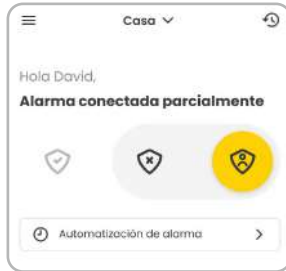 Casa
Hola David,
Alarma conectada parcialmente
Automatización de alarma